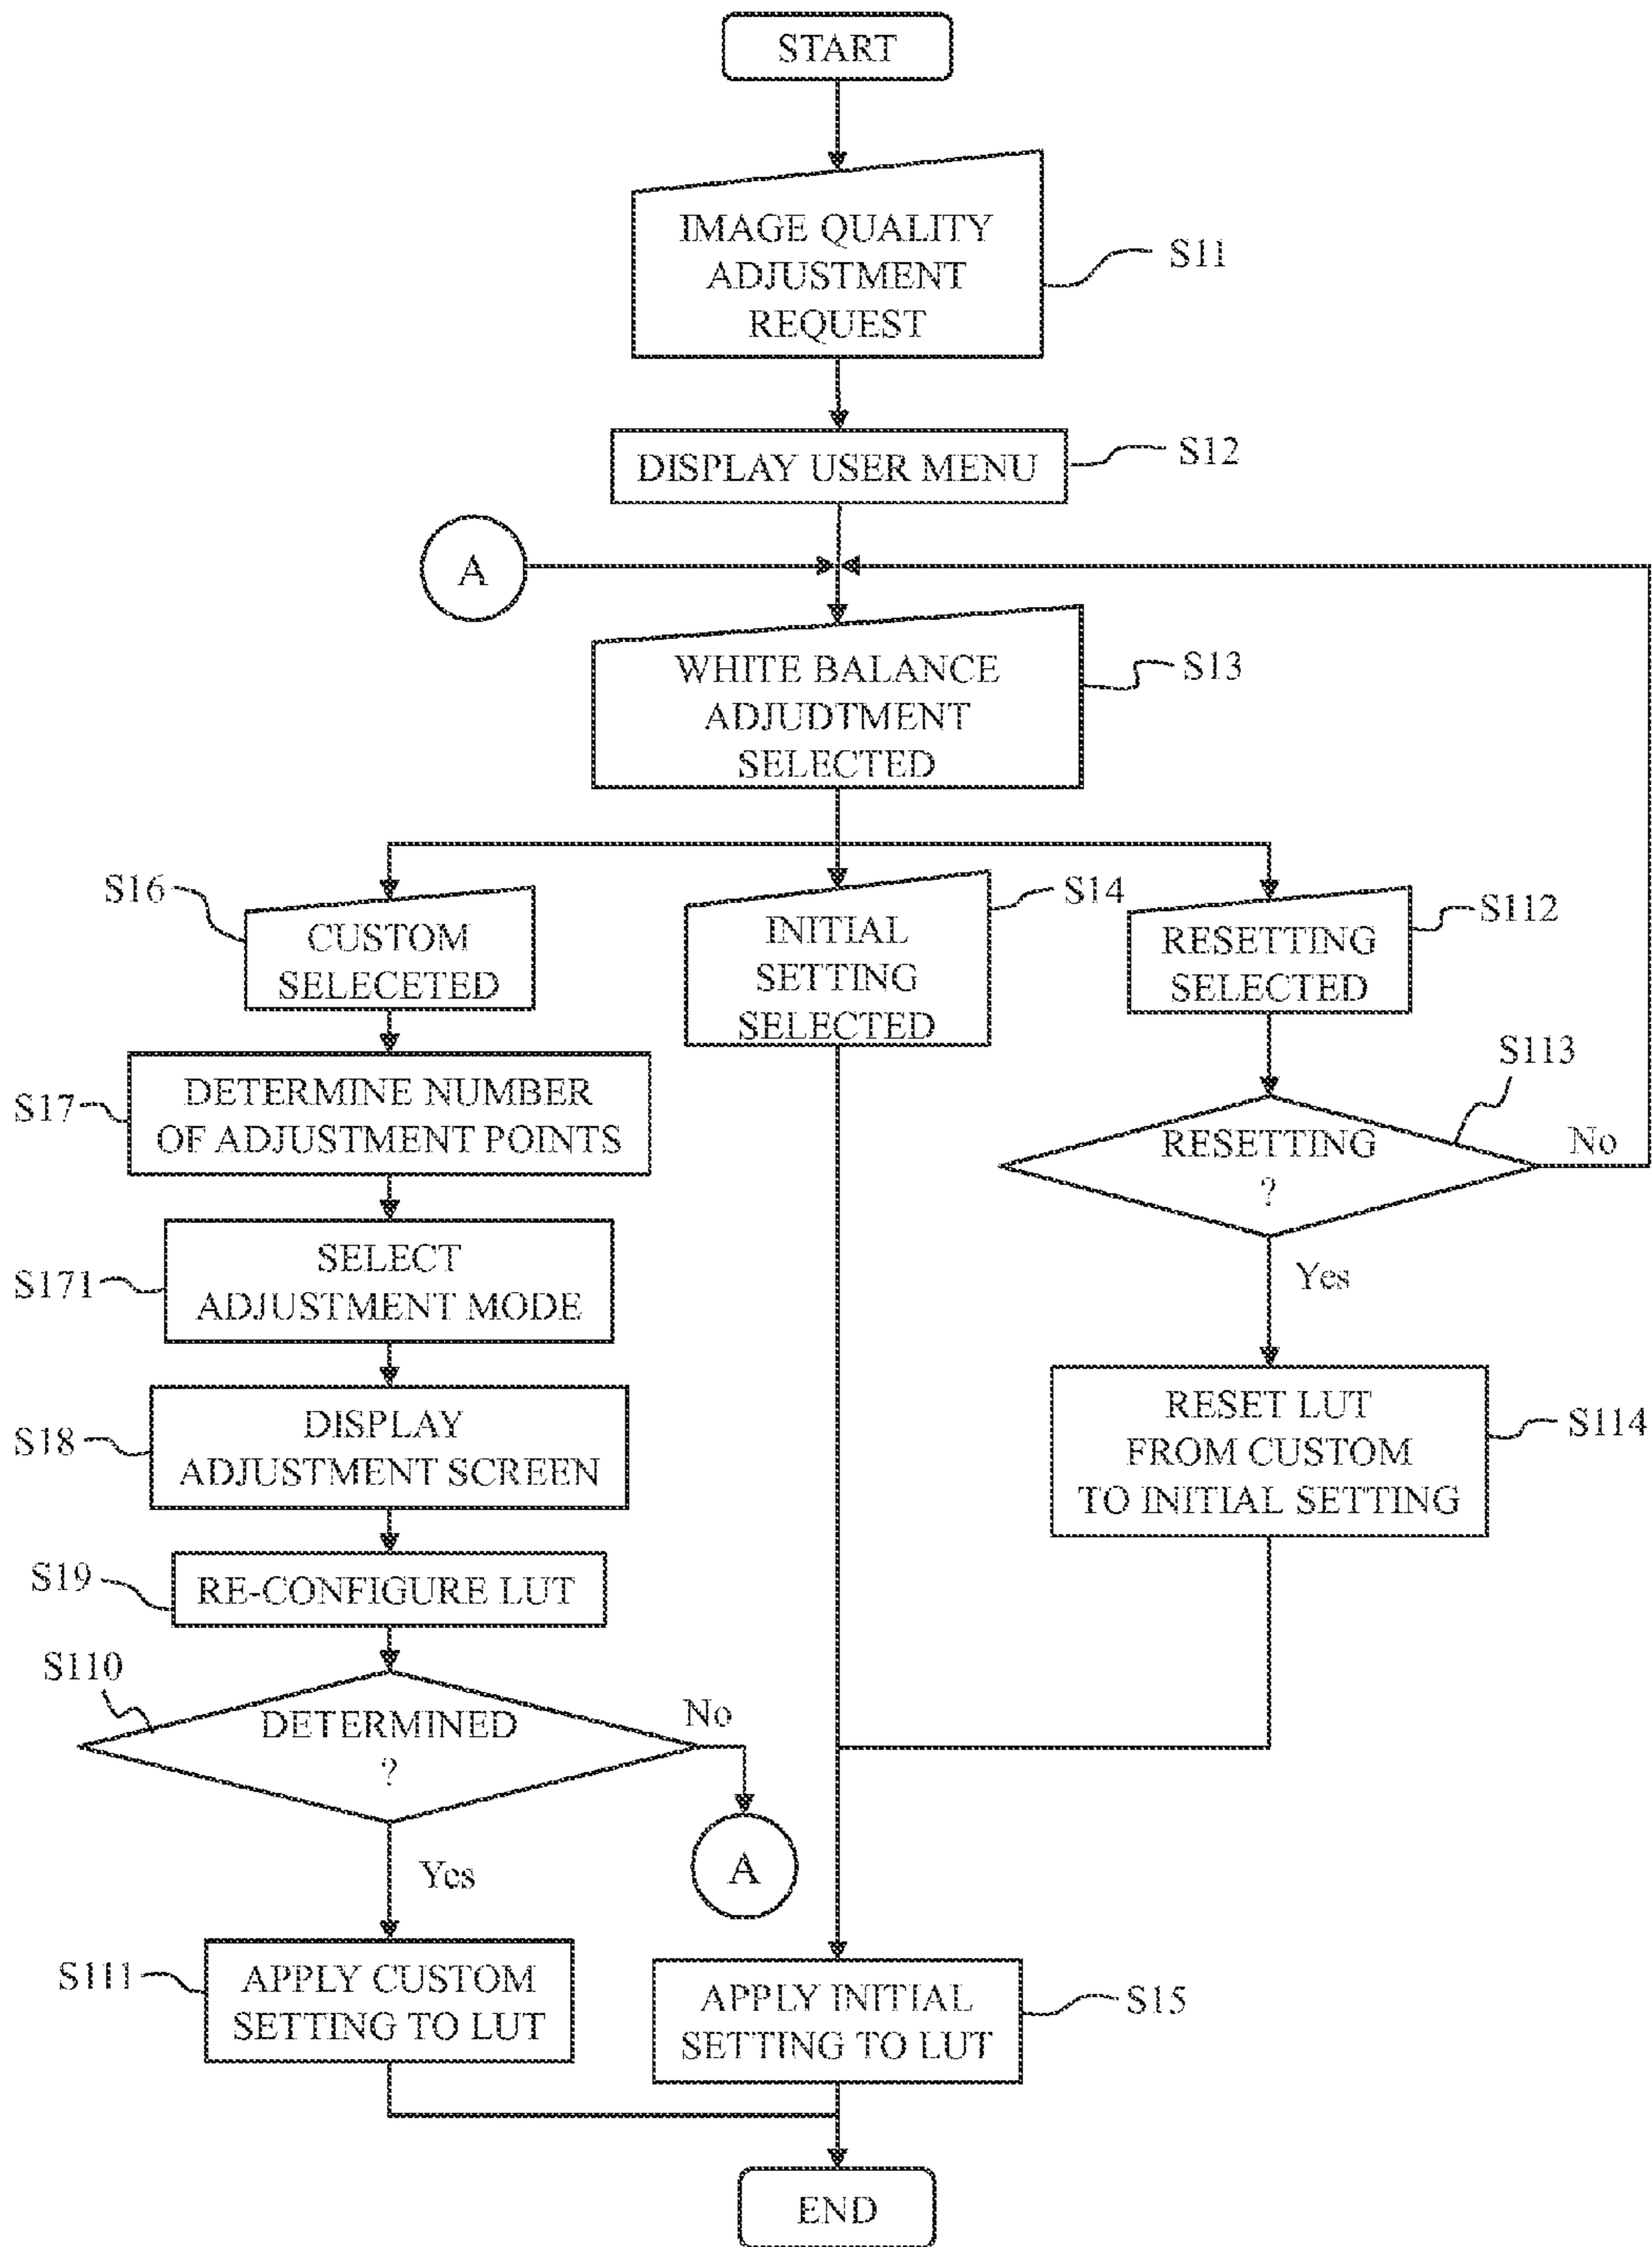 START
IMAGE QUALITY
ADJUSTMENT
REQUEST
S11
DISPLAY USER MENU
S12
A
WHITE BALANCE
ADJUDTMENT
SELECTED
S13
S16
CUSTOM
SELECETED
INITIAL
SETTING
SELECTED
S14
RESETTING
SELECTED
S112
S17
DETERMINE NUMBER
OF ADJUSTMENT POINTS
RESETTING
?
S113
No
Yes
S171
SELECT
ADJUSTMENT MODE
S18
DISPLAY
ADJUSTMENT SCREEN
RESET LUT
FROM CUSTOM
TO INITIAL SETTING
S114
S19
RE-CONFIGURE LUT
S110
DETERMINED
?
No
A
Yes
S111
APPLY CUSTOM
SETTING TO LUT
APPLY INITIAL
SETTING TO LUT
S15
END